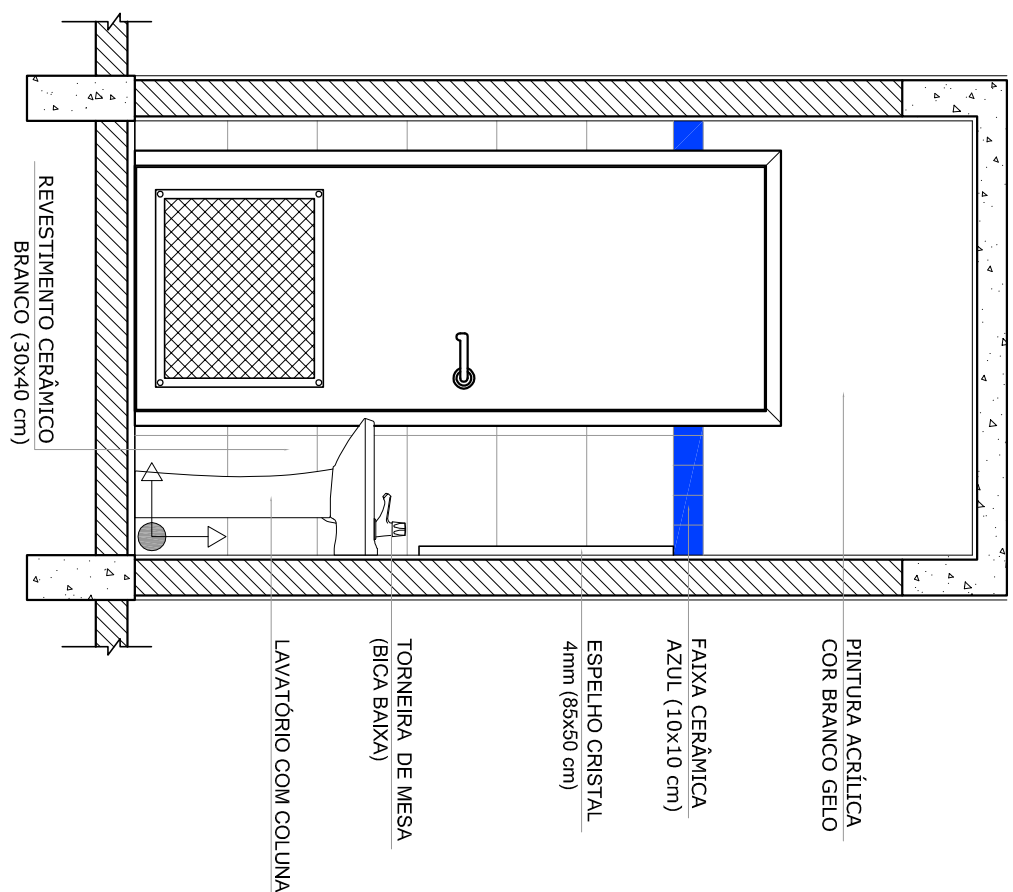 PINTURA ACRÍLICA
COR BRANCO GELO
FAIXA CERÂMICA
AZUL (10x10 cm)
ESPELHO CRISTAL
4mm (85x50 cm)
TORNEIRA DE MESA
(BICA BAIXA)
LAVATÓRIO COM COLUNA
REVESTIMENTO CERÂMICO
BRANCO (30x40 cm)